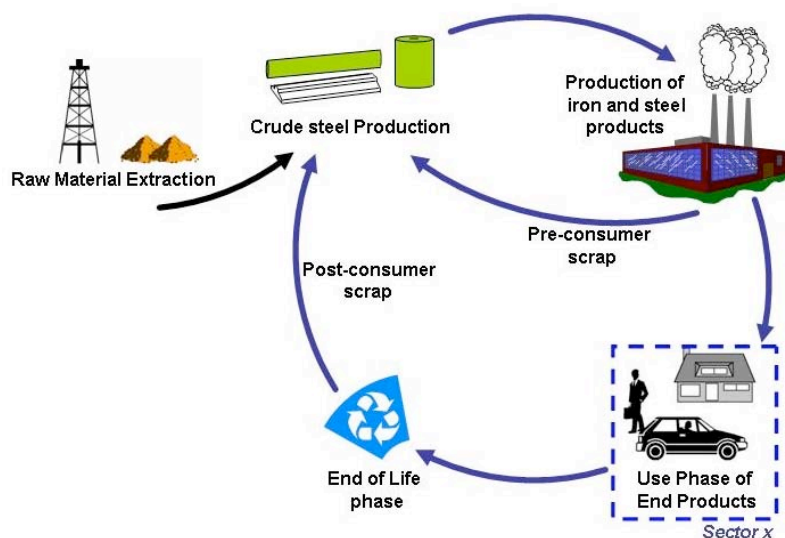 Crude steel Production
Production of
iron and steel
products
Raw Material Extraction
Pre-consumer
scrap
Post-consumer
scrap
End of Life
phase
Use Phase of
End Products
Sector x